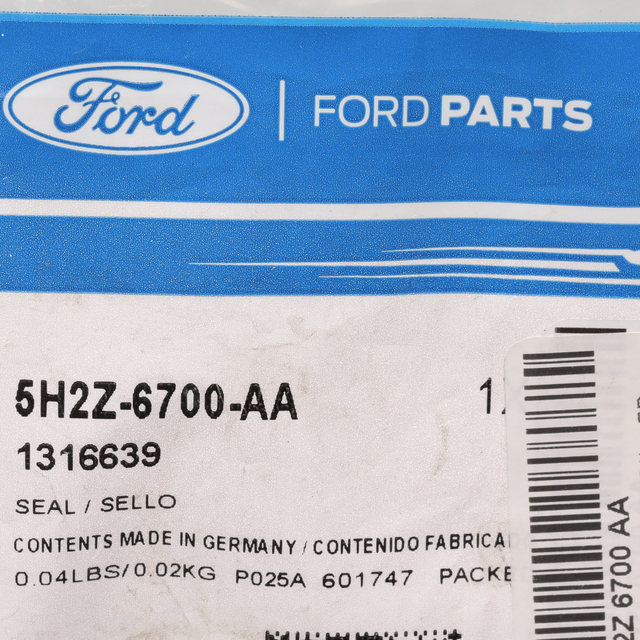 Ford | FORD PARTS
5H2Z-6700-AA
1316639
SEAL / SELLO
CONTENTS MADE IN GERMANY / CONTENIDO
0.04LBS/0.02KG P025A 601747
6700 AA